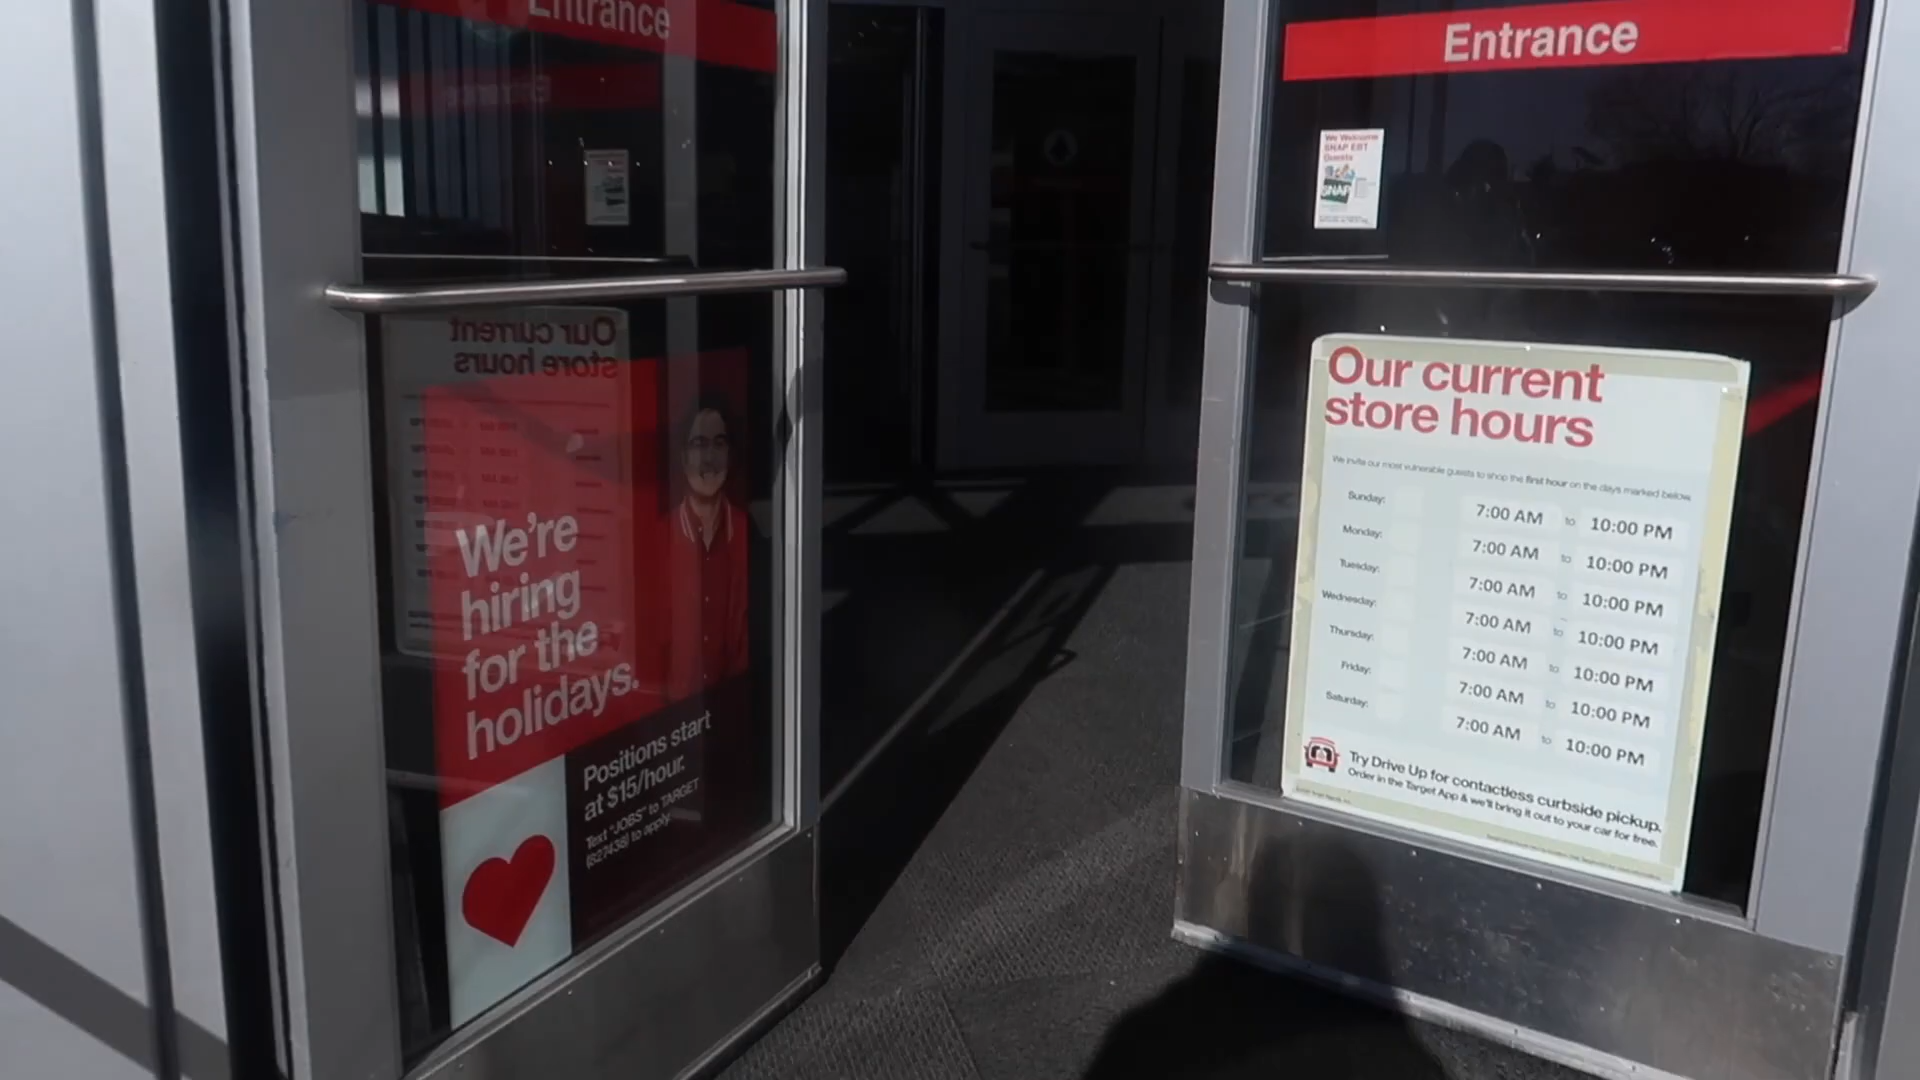 Entrance
Our current
store hours
We're
hiring
for the
holidays.
Positions start
at $15/hour.
Text "JOBS" to TARGET
(827438) to apply
Entrance
We Welcome
SNAP EBT
Guests
SNAP
Our current
store hours
We invite our most vulnerable guests to shop the first hour on the days marked below.
Sunday: 7:00 AM to 10:00 PM
Monday: 7:00 AM to 10:00 PM
Tuesday: 7:00 AM to 10:00 PM
Wednesday: 7:00 AM to 10:00 PM
Thursday: 7:00 AM to 10:00 PM
Friday: 7:00 AM to 10:00 PM
Saturday: 7:00 AM to 10:00 PM
Try Drive Up for contactless curbside pickup.
Order in the Target App & we'll bring it out to your car for free.